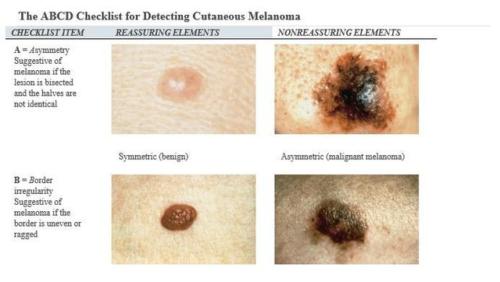 The ABCD Checklist for Detecting Cutaneous Melanoma
CHECKLIST ITEM REASSURING ELEMENTS NONREASSURING ELEMENTS
A = Asymmetry
Suggestive of
melanoma if the
lesion is bisected
and the halves are
not identical
Symmetric (benign) Asymmetric (malignant melanoma)
B = Border
irregularity
Suggestive of
melanoma if the
border is uneven or
ragged